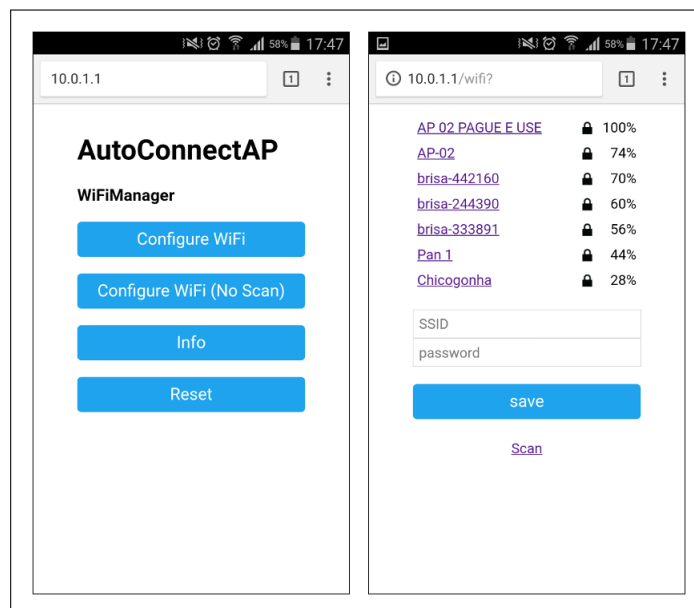 58% 17:47
10.0.1.1 1
AutoConnectAP
WiFiManager
Configure WiFi
Configure WiFi (No Scan)
Info
Reset
58% 17:47
10.0.1.1/wifi? 1
AP 02 PAGUE E USE 100%
AP-02 74%
brisa-442160 70%
brisa-244390 60%
brisa-333891 56%
Pan 1 44%
Chicogonha 28%
SSID
password
save
Scan